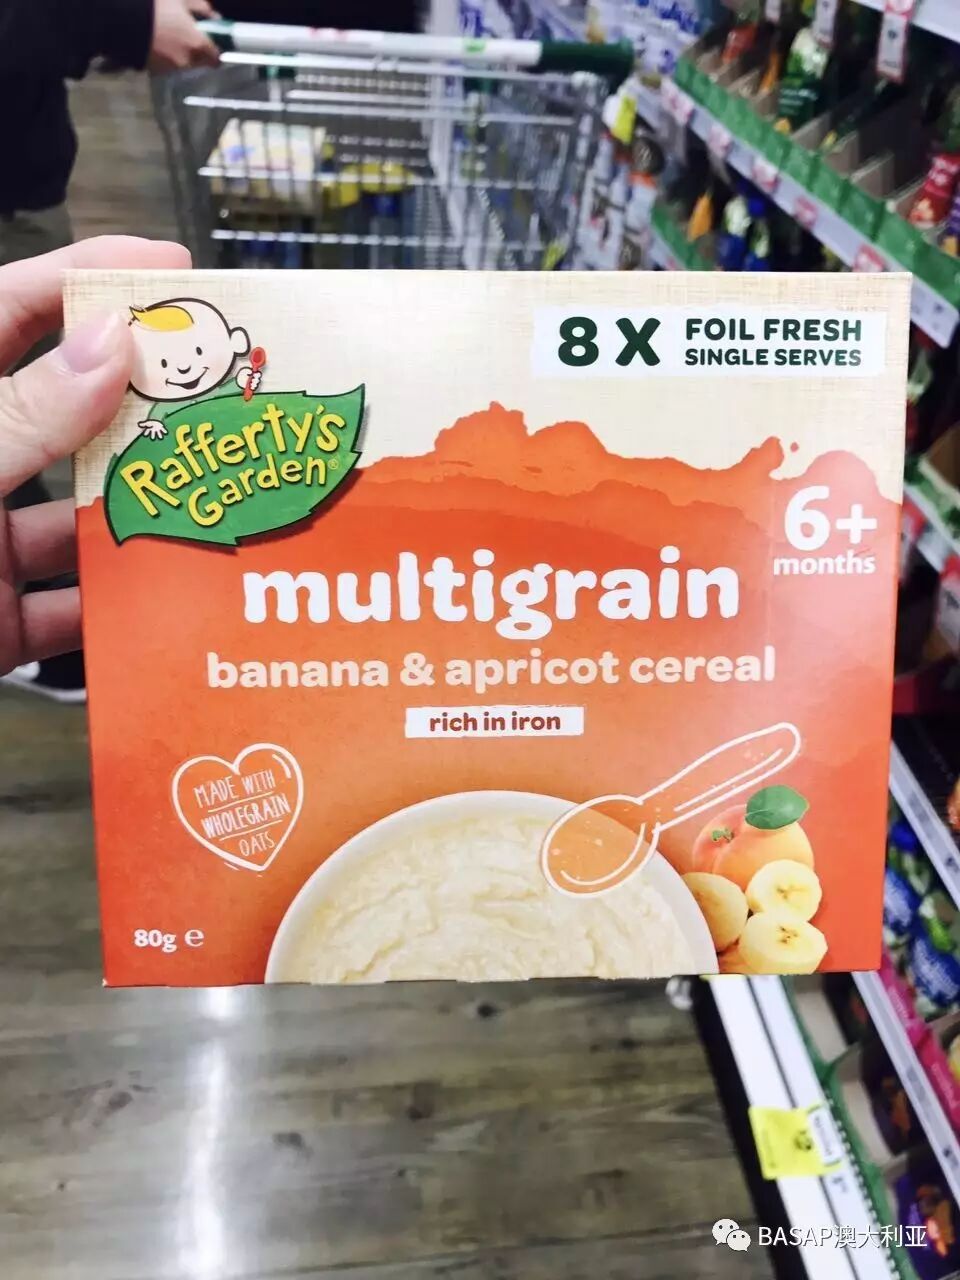 8 X FOIL FRESH
SINGLE SERVES
Rafferty's
Garden®
6+
months
multigrain
banana & apricot cereal
rich in iron
MADE WITH
WHOLEGRAIN
OATS
80g e
BASAP澳大利亚